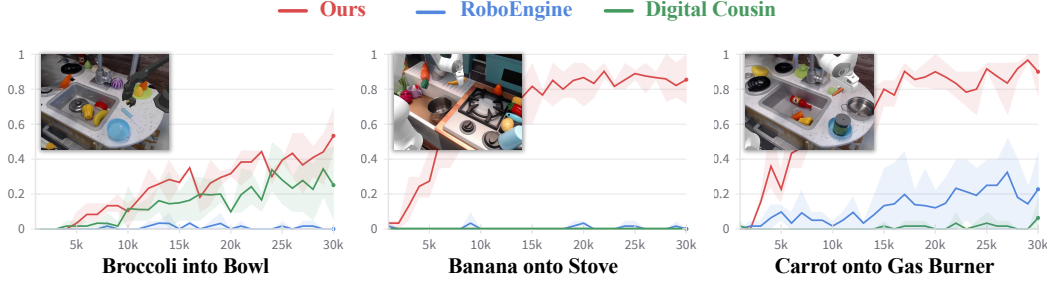 Ours RoboEngine Digital Cousin
1
0.8
0.6
0.4
0.2
0
5k 10k 15k 20k 25k 30k
Broccoli into Bowl
1
0.8
0.6
0.4
0.2
0
5k 10k 15k 20k 25k 30k
Banana onto Stove
1
0.8
0.6
0.4
0.2
0
5k 10k 15k 20k 25k 30k
Carrot onto Gas Burner